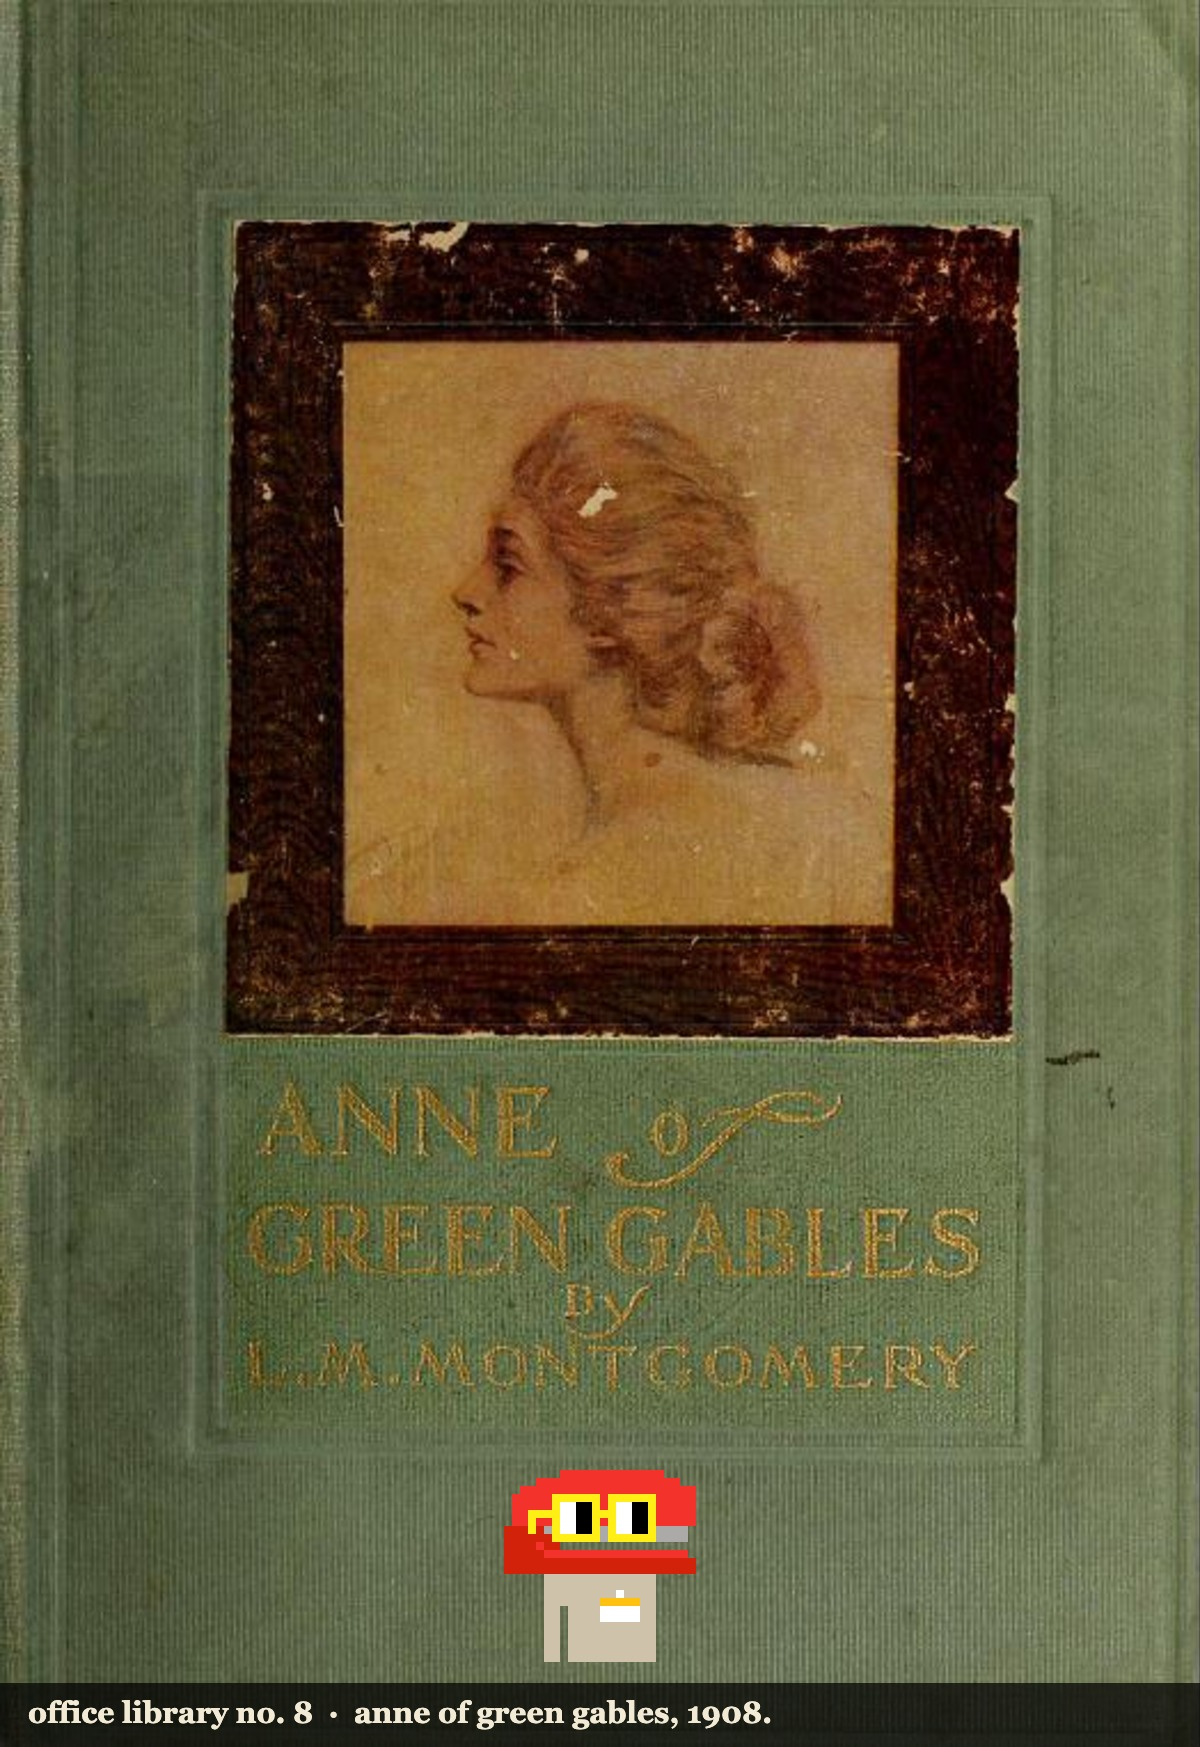 ANNE of
GREEN GABLES
By
L.M. MONTGOMERY
office library no. 8 · anne of green gables, 1908.